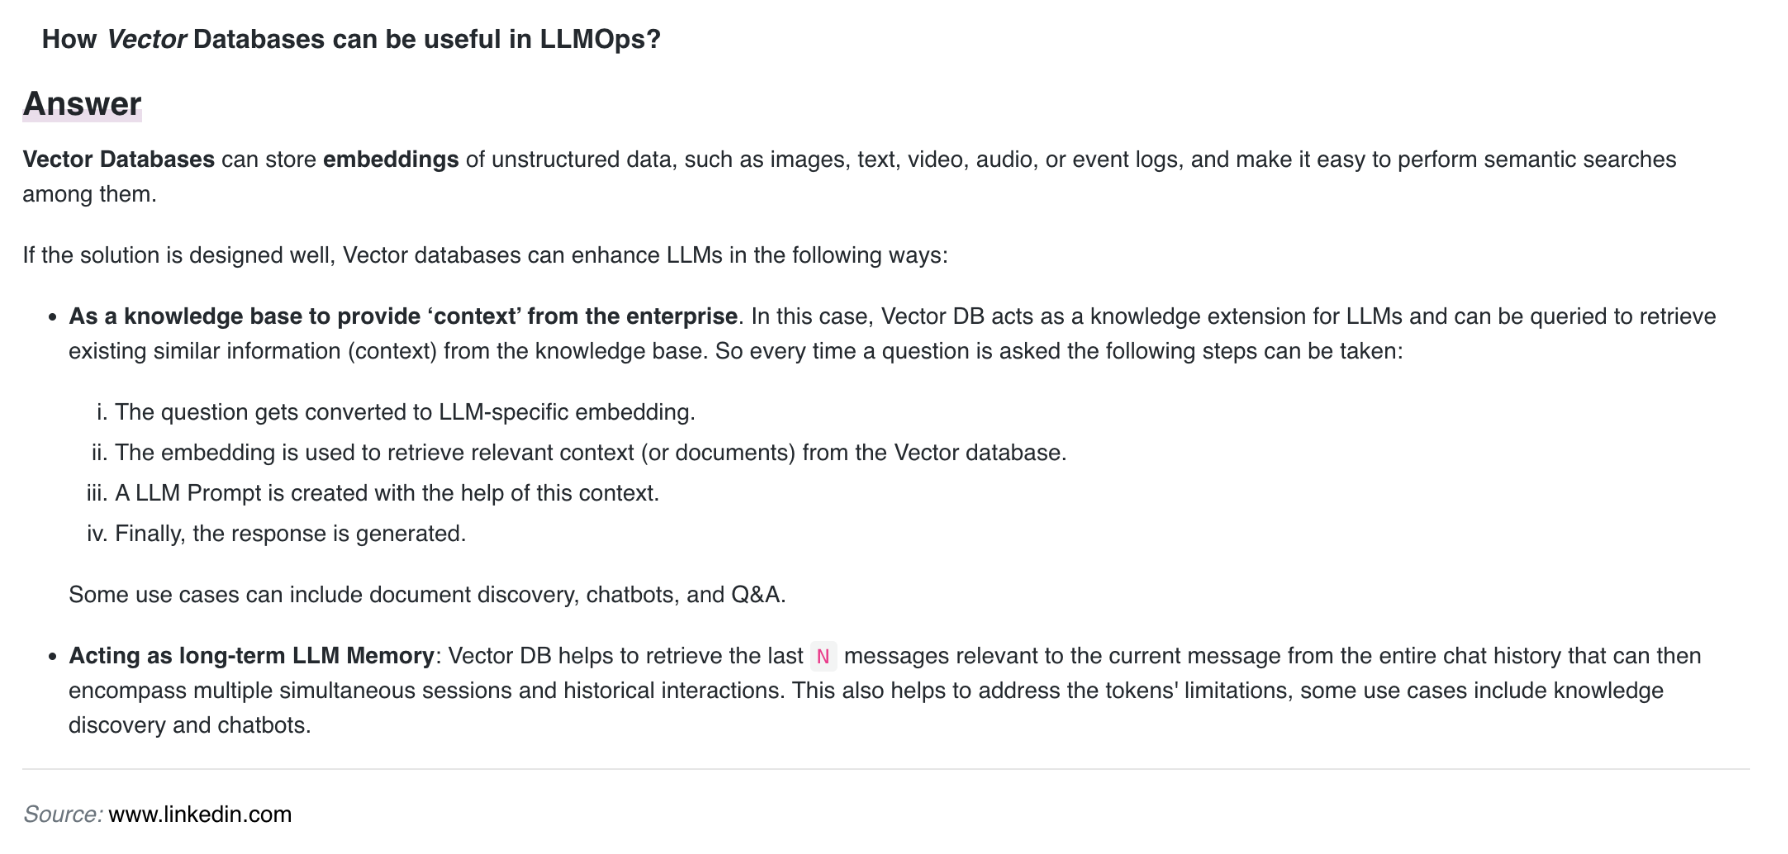 How Vector Databases can be useful in LLMOps?
Answer
Vector Databases can store embeddings of unstructured data, such as images, text, video, audio, or event logs, and make it easy to perform semantic searches
among them.
If the solution is designed well, Vector databases can enhance LLMs in the following ways:
• As a knowledge base to provide ‘context’ from the enterprise. In this case, Vector DB acts as a knowledge extension for LLMs and can be queried to retrieve
existing similar information (context) from the knowledge base. So every time a question is asked the following steps can be taken:
i. The question gets converted to LLM-specific embedding.
ii. The embedding is used to retrieve relevant context (or documents) from the Vector database.
iii. A LLM Prompt is created with the help of this context.
iv. Finally, the response is generated.
Some use cases can include document discovery, chatbots, and Q&A.
• Acting as long-term LLM Memory: Vector DB helps to retrieve the last N messages relevant to the current message from the entire chat history that can then
encompass multiple simultaneous sessions and historical interactions. This also helps to address the tokens' limitations, some use cases include knowledge
discovery and chatbots.
Source: www.linkedin.com